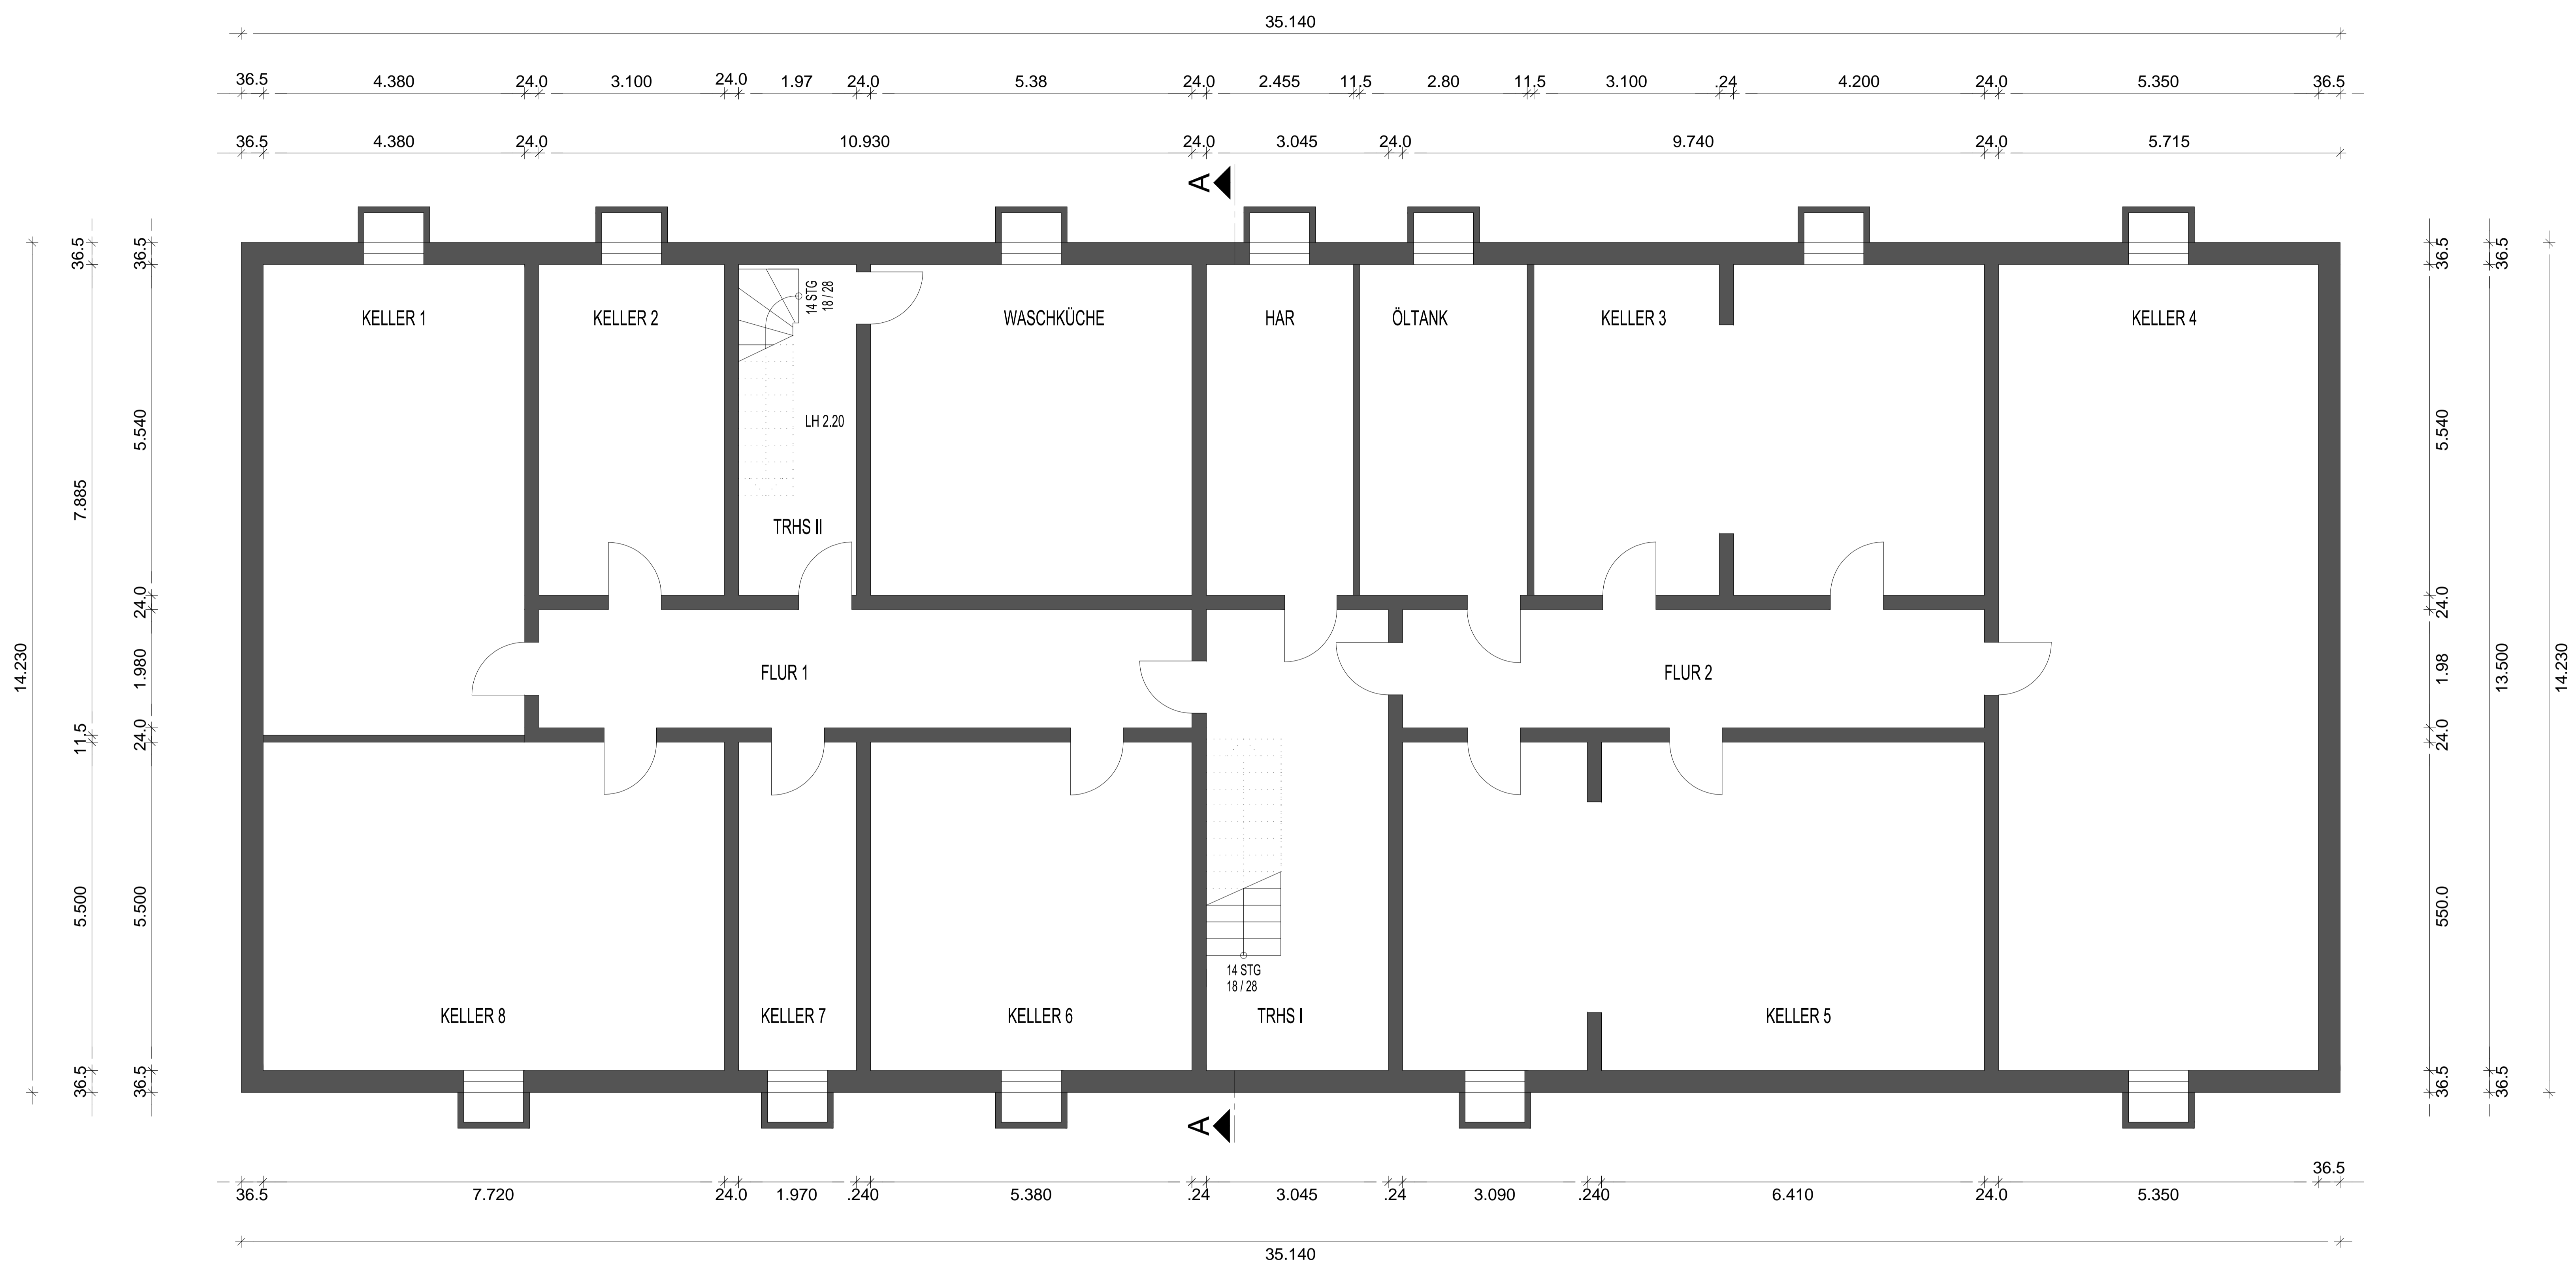 35.140
36.5 4.380 24.0 3.100 24.0 1.97 24.0 5.38 24.0 2.455 11.5 2.80 11.5 3.100 .24 4.200 24.0 5.350 36.5
36.5 4.380 24.0 10.930 24.0 3.045 24.0 9.740 24.0 5.715
A
14.230
36.5 7.885 11.5 5.500 36.5
36.5 5.540 24.0 1.980 24.0 5.500 36.5
KELLER 1 KELLER 2 WASCHKÜCHE HAR ÖLTANK KELLER 3 KELLER 4
14 STG
18 / 28
LH 2.20
TRHS II
FLUR 1 FLUR 2
14 STG
18 / 28
KELLER 8 KELLER 7 KELLER 6 TRHS I KELLER 5
36.5 5.540 24.0 1.98 24.0 550.0 36.5
36.5 13.500 36.5
14.230
A
36.5 7.720 24.0 1.970 .240 5.380 .24 3.045 .24 3.090 .240 6.410 24.0 5.350 36.5
35.140